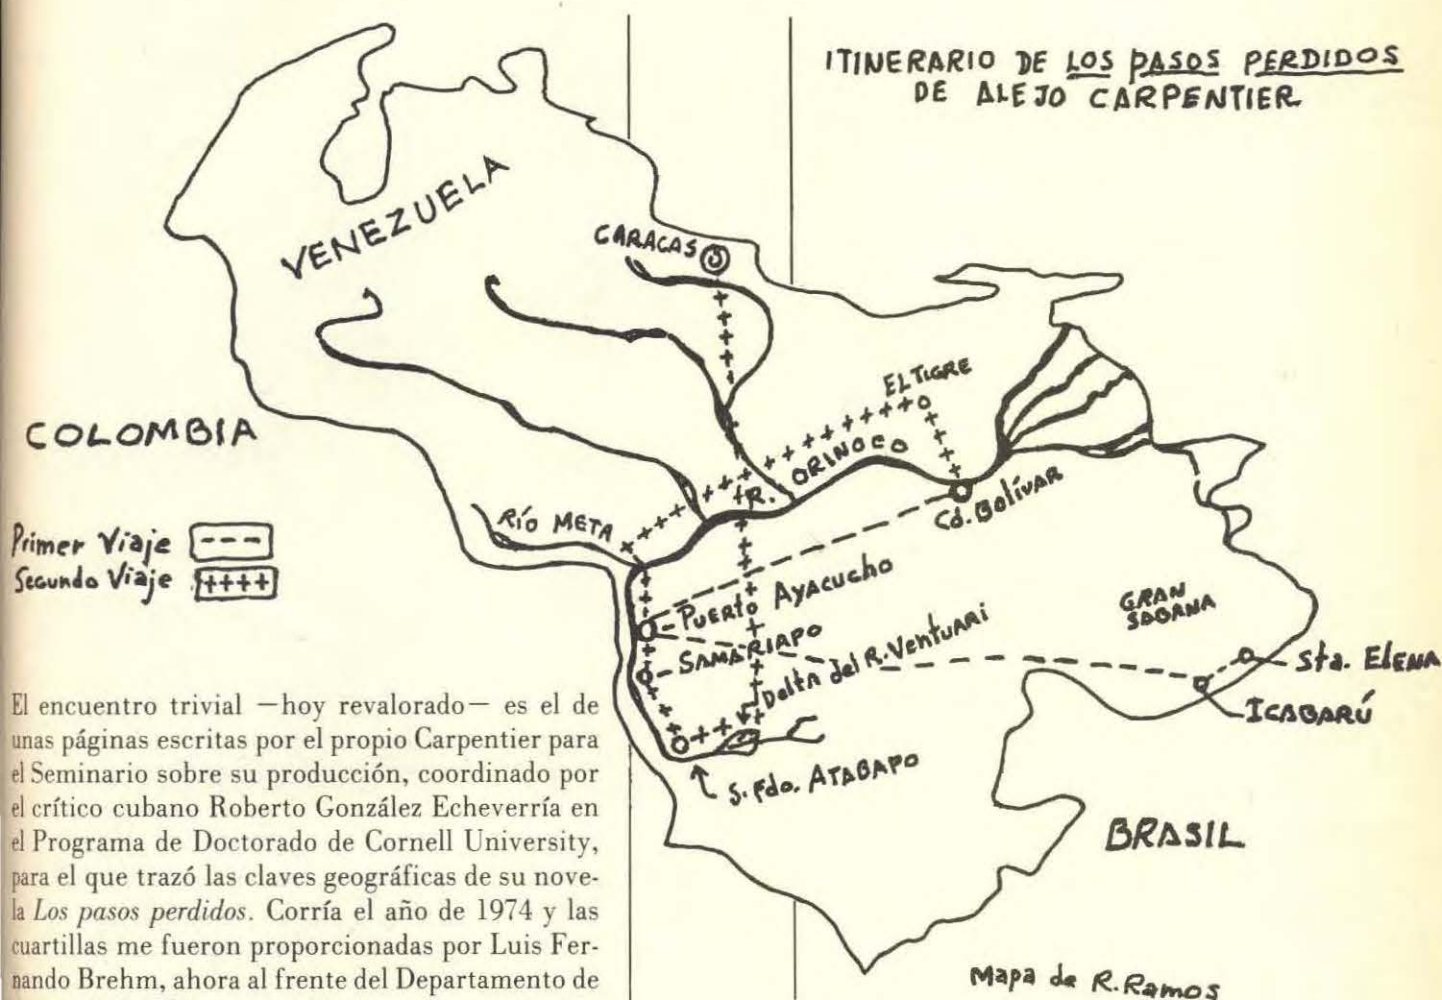 ITINERARIO DE LOS PASOS PERDIDOS
DE ALEJO CARPENTIER
VENEZUELA
CARACAS
EL TIGRE
COLOMBIA
R. ORINOCO
Cd. Bolívar
RÍO META
Primer Viaje
Segundo Viaje
PUERTO AYACUCHO
GRAN
SABANA
SAMARIAPO
Delta del R. Ventuari
Sta. ELENA
ICABARÚ
S. Fdo. ATABAPO
BRASIL
Mapa de R. Ramos
El encuentro trivial —hoy revalorado— es el de
unas páginas escritas por el propio Carpentier para
el Seminario sobre su producción, coordinado por
el crítico cubano Roberto González Echeverría en
el Programa de Doctorado de Cornell University,
para el que trazó las claves geográficas de su nove-
la Los pasos perdidos. Corría el año de 1974 y las
cuartillas me fueron proporcionadas por Luis Fer-
nando Brehm, ahora al frente del Departamento de